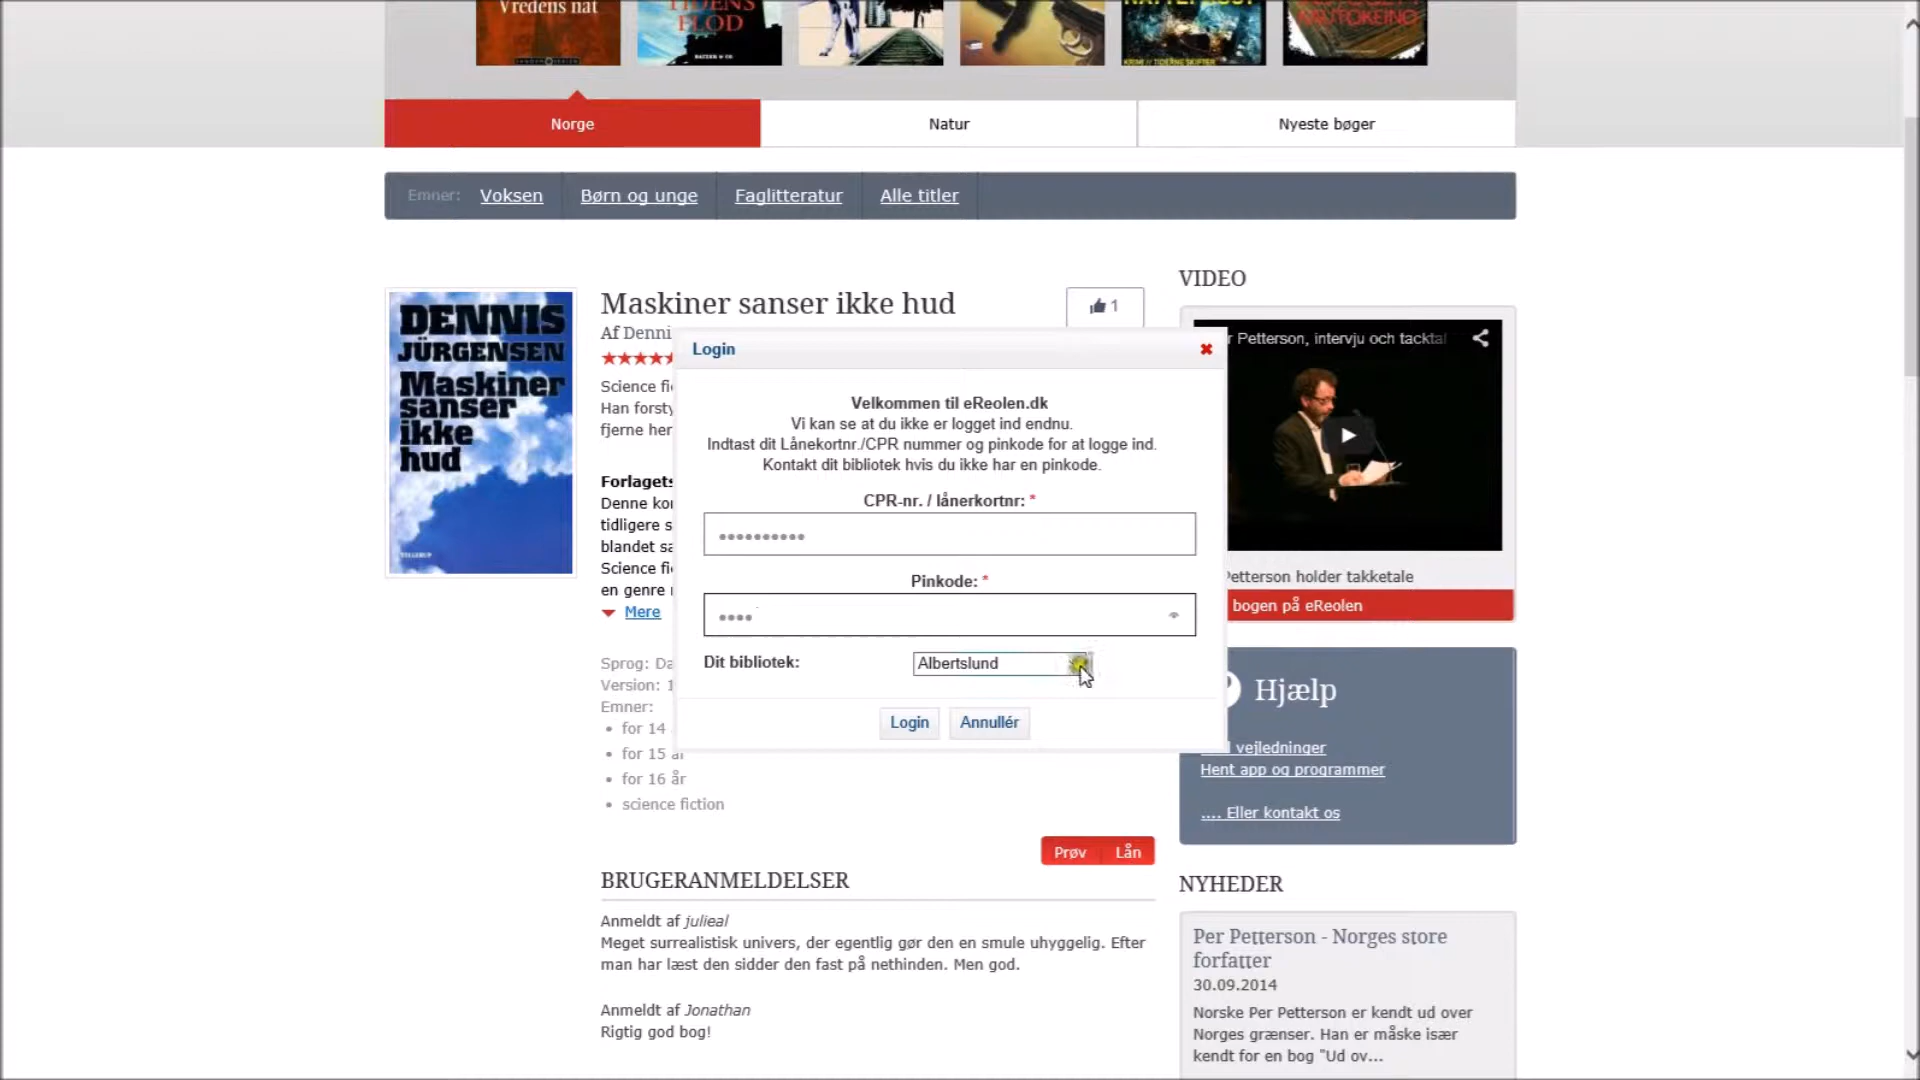 Vredens nat
FLOD
Norge
Natur
Nyeste bøger
Emner:
Voksen
Børn og unge
Faglitteratur
Alle titler
DENNIS
JÜRGENSEN
Maskiner
sanser
ikke
hud
TELLERUP
Maskiner sanser ikke hud
1
Af Denni
Science fi
Han forsty
fjerne her
Forlagets
Denne ko
tidligere s
blandet sa
Science fi
en genre
Mere
Sprog: Da
Version: 1
Emner:
for 14
for 15 år
for 16 år
science fiction
Prøv
Lån
Login
Velkommen til eReolen.dk
Vi kan se at du ikke er logget ind endnu.
Indtast dit Lånekortnr./CPR nummer og pinkode for at logge ind.
Kontakt dit bibliotek hvis du ikke har en pinkode.
CPR-nr. / lånerkortnr: *
Pinkode: *
Dit bibliotek:
Albertslund
Login
Annullér
BRUGERANMELDELSER
Anmeldt af julieal
Meget surrealistisk univers, der egentlig gør den en smule uhyggelig. Efter
man har læst den sidder den fast på nethinden. Men god.
Anmeldt af Jonathan
Rigtig god bog!
VIDEO
r Petterson, intervju och tacktal
Petterson holder takketale
bogen på eReolen
Hjælp
vejledninger
Hent app og programmer
.... Eller kontakt os
NYHEDER
Per Petterson - Norges store
forfatter
30.09.2014
Norske Per Petterson er kendt ud over
Norges grænser. Han er måske især
kendt for en bog "Ud ov...